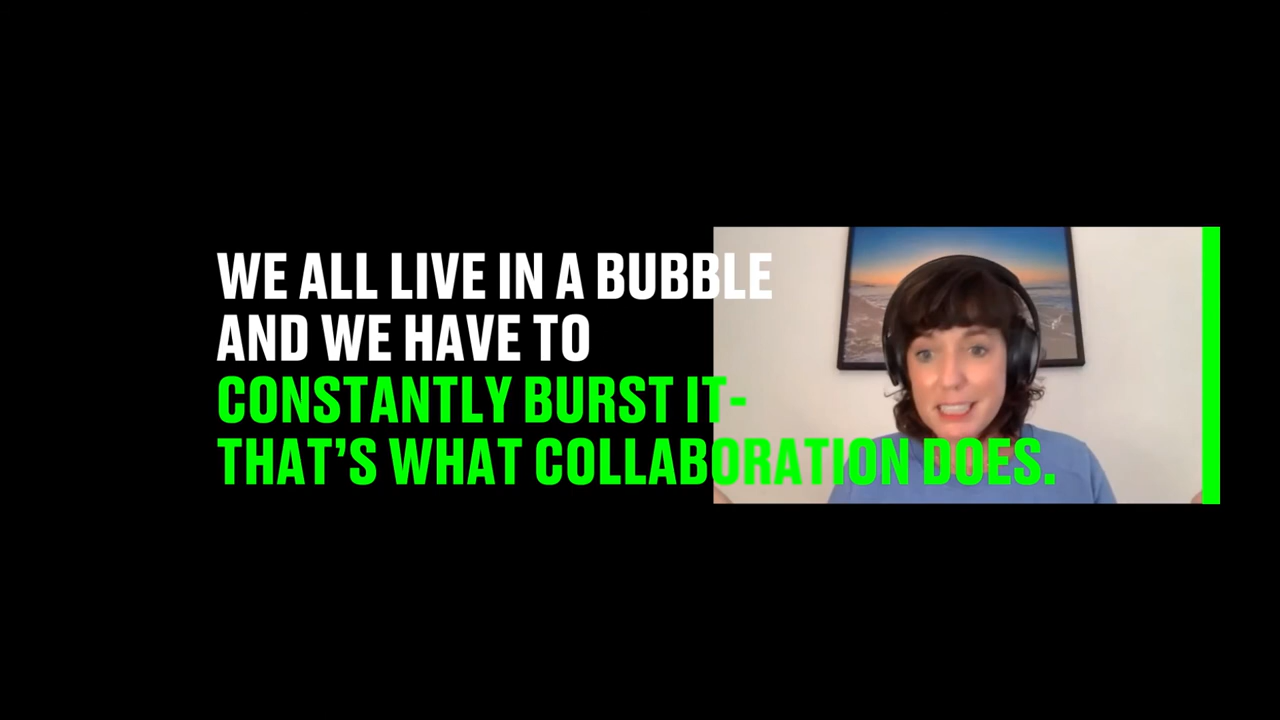 WE ALL LIVE IN A BUBBLE
AND WE HAVE TO
CONSTANTLY BURST IT-
THAT’S WHAT COLLABORATION DOES.